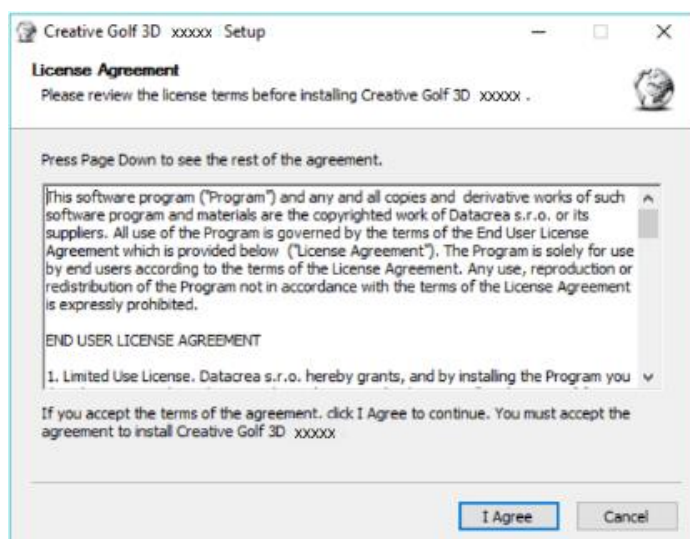 Creative Golf 3D xxxxx Setup
License Agreement
Please review the license terms before installing Creative Golf 3D xxxxx .
Press Page Down to see the rest of the agreement.
This software program ("Program") and any and all copies and derivative works of such
software program and materials are the copyrighted work of Datacrea s.r.o. or its
suppliers. All use of the Program is governed by the terms of the End User License
Agreement which is provided below ("License Agreement"). The Program is solely for use
by end users according to the terms of the License Agreement. Any use, reproduction or
redistribution of the Program not in accordance with the terms of the License Agreement
is expressly prohibited.
END USER LICENSE AGREEMENT
1. Limited Use License. Datacrea s.r.o. hereby grants, and by installing the Program you
If you accept the terms of the agreement, click I Agree to continue. You must accept the
agreement to install Creative Golf 3D xxxxx
I Agree
Cancel